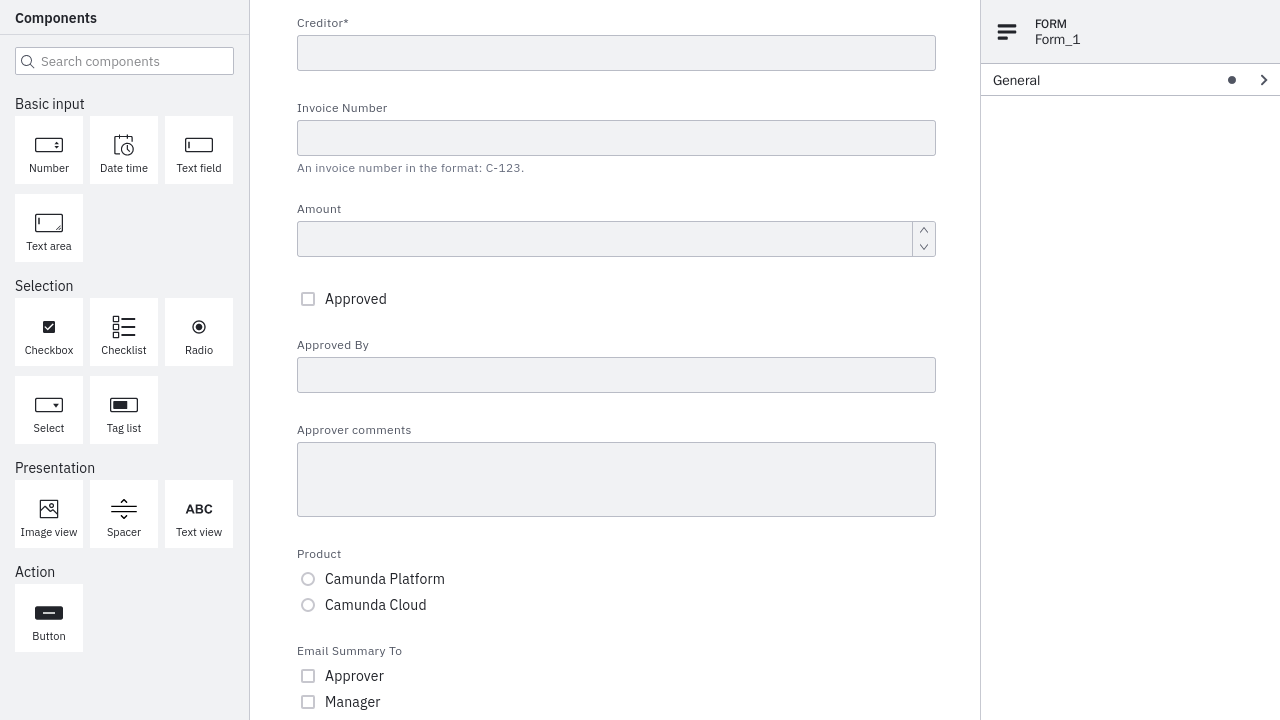 Components
Search components
Basic input
Number
Date time
Text field
Text area
Selection
Checkbox
Checklist
Radio
Select
Tag list
Presentation
Image view
Spacer
ABC
Text view
Action
Button
Creditor*
Invoice Number
An invoice number in the format: C-123.
Amount
Approved
Approved By
Approver comments
Product
Camunda Platform
Camunda Cloud
Email Summary To
Approver
Manager
FORM
Form_1
General